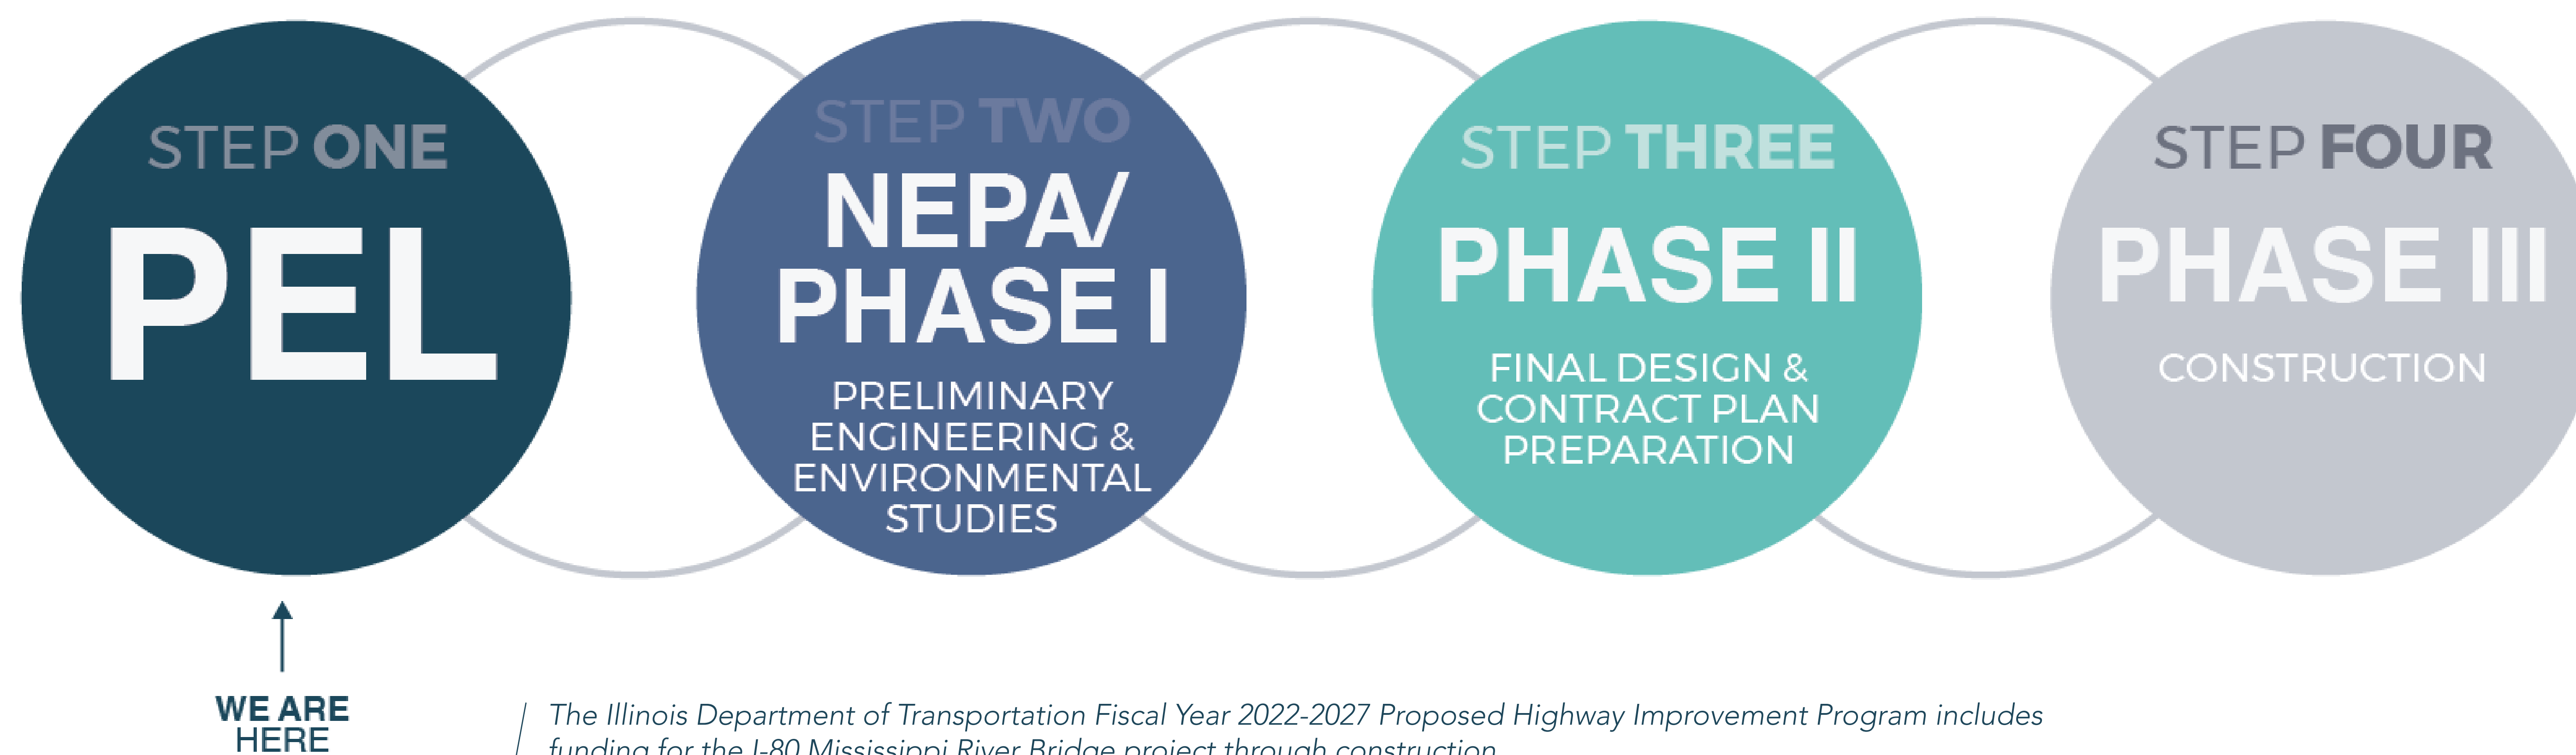 STEP ONE
PEL
STEP TWO
NEPA/
PHASE I
PRELIMINARY
ENGINEERING &
ENVIRONMENTAL
STUDIES
STEP THREE
PHASE II
FINAL DESIGN &
CONTRACT PLAN
PREPARATION
STEP FOUR
PHASE III
CONSTRUCTION
WE ARE
HERE
The Illinois Department of Transportation Fiscal Year 2022-2027 Proposed Highway Improvement Program includes
funding for the I-80 Mississippi River Bridge project through construction